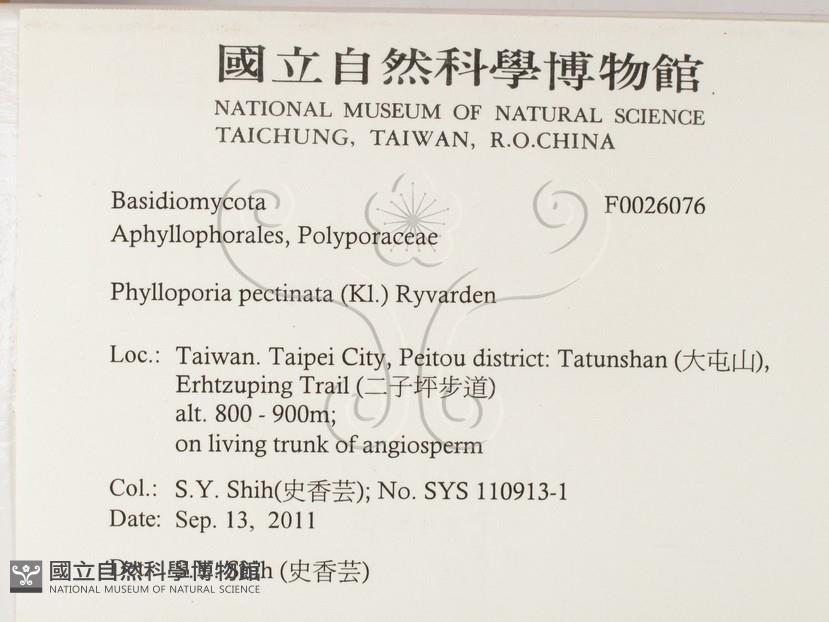 國立自然科學博物館
NATIONAL MUSEUM OF NATURAL SCIENCE
TAICHUNG, TAIWAN, R.O.CHINA
Basidiomycota F0026076
Aphyllophorales, Polyporaceae
Phylloporia pectinata (Kl.) Ryvarden
Loc.: Taiwan. Taipei City, Peitou district: Tatunshan (大屯山),
Erhtzuping Trail (二子坪步道)
alt. 800 - 900m;
on living trunk of angiosperm
Col.: S.Y. Shih(史香芸); No. SYS 110913-1
Date: Sep. 13, 2011
Shih (史香芸)
國立自然科學博物館
NATIONAL MUSEUM OF NATURAL SCIENCE